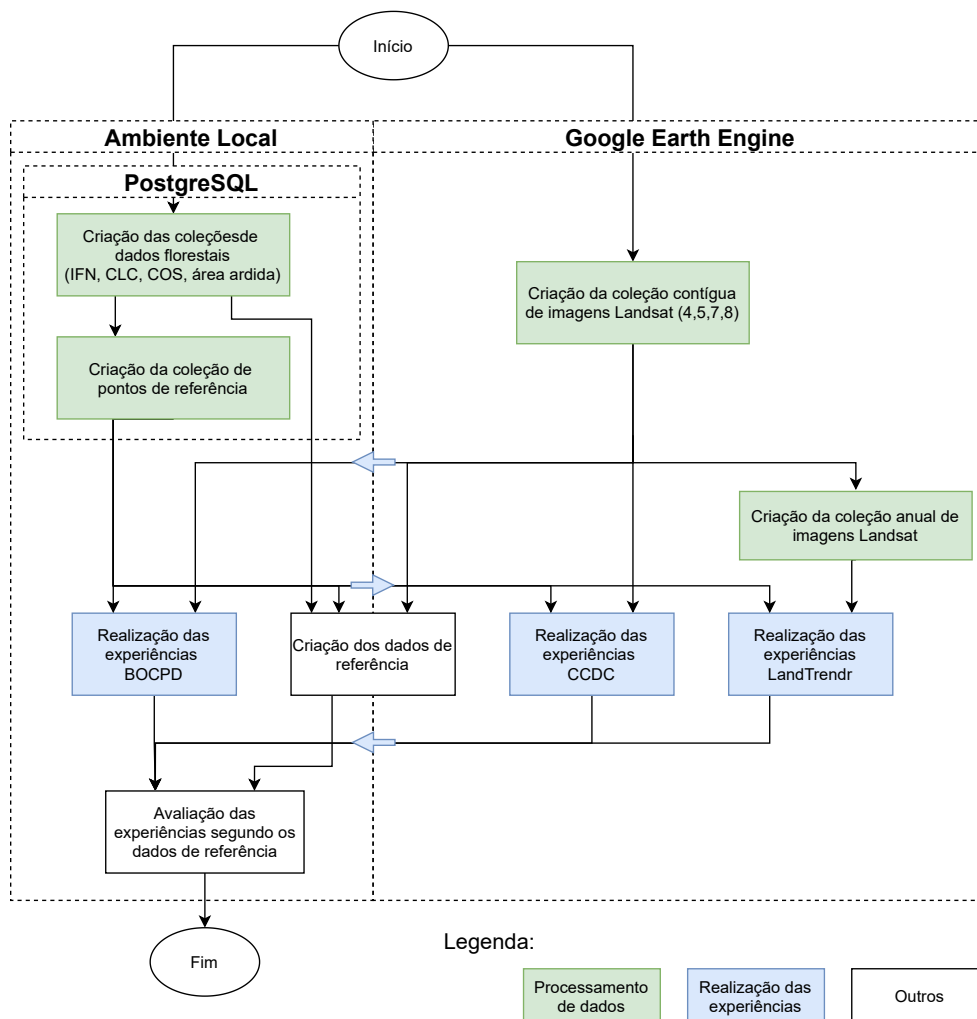 Início
Ambiente Local
Google Earth Engine
PostgreSQL
Criação das coleçõesde
dados florestais
(IFN, CLC, COS, área ardida)
Criação da coleção contígua
de imagens Landsat (4,5,7,8)
Criação da coleção de
pontos de referência
Criação da coleção anual de
imagens Landsat
Realização das
experiências
BOCPD
Criação dos dados de
referência
Realização das
experiências
CCDC
Realização das
experiências
LandTrendr
Avaliação das
experiências segundo os
dados de referência
Fim
Legenda:
Processamento
de dados
Realização das
experiências
Outros